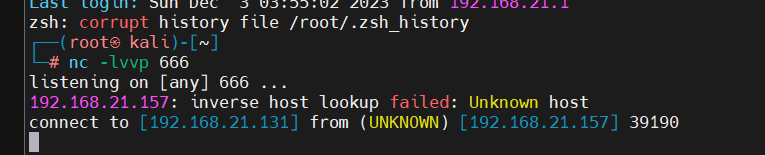 Last login: Sun Dec  3 03:55:02 2023 from 192.168.21.1
zsh: corrupt history file /root/.zsh_history
┌──(root㉿kali)-[~]
└─# nc -lvvp 666
listening on [any] 666 ...
192.168.21.157: inverse host lookup failed: Unknown host
connect to [192.168.21.131] from (UNKNOWN) [192.168.21.157] 39190